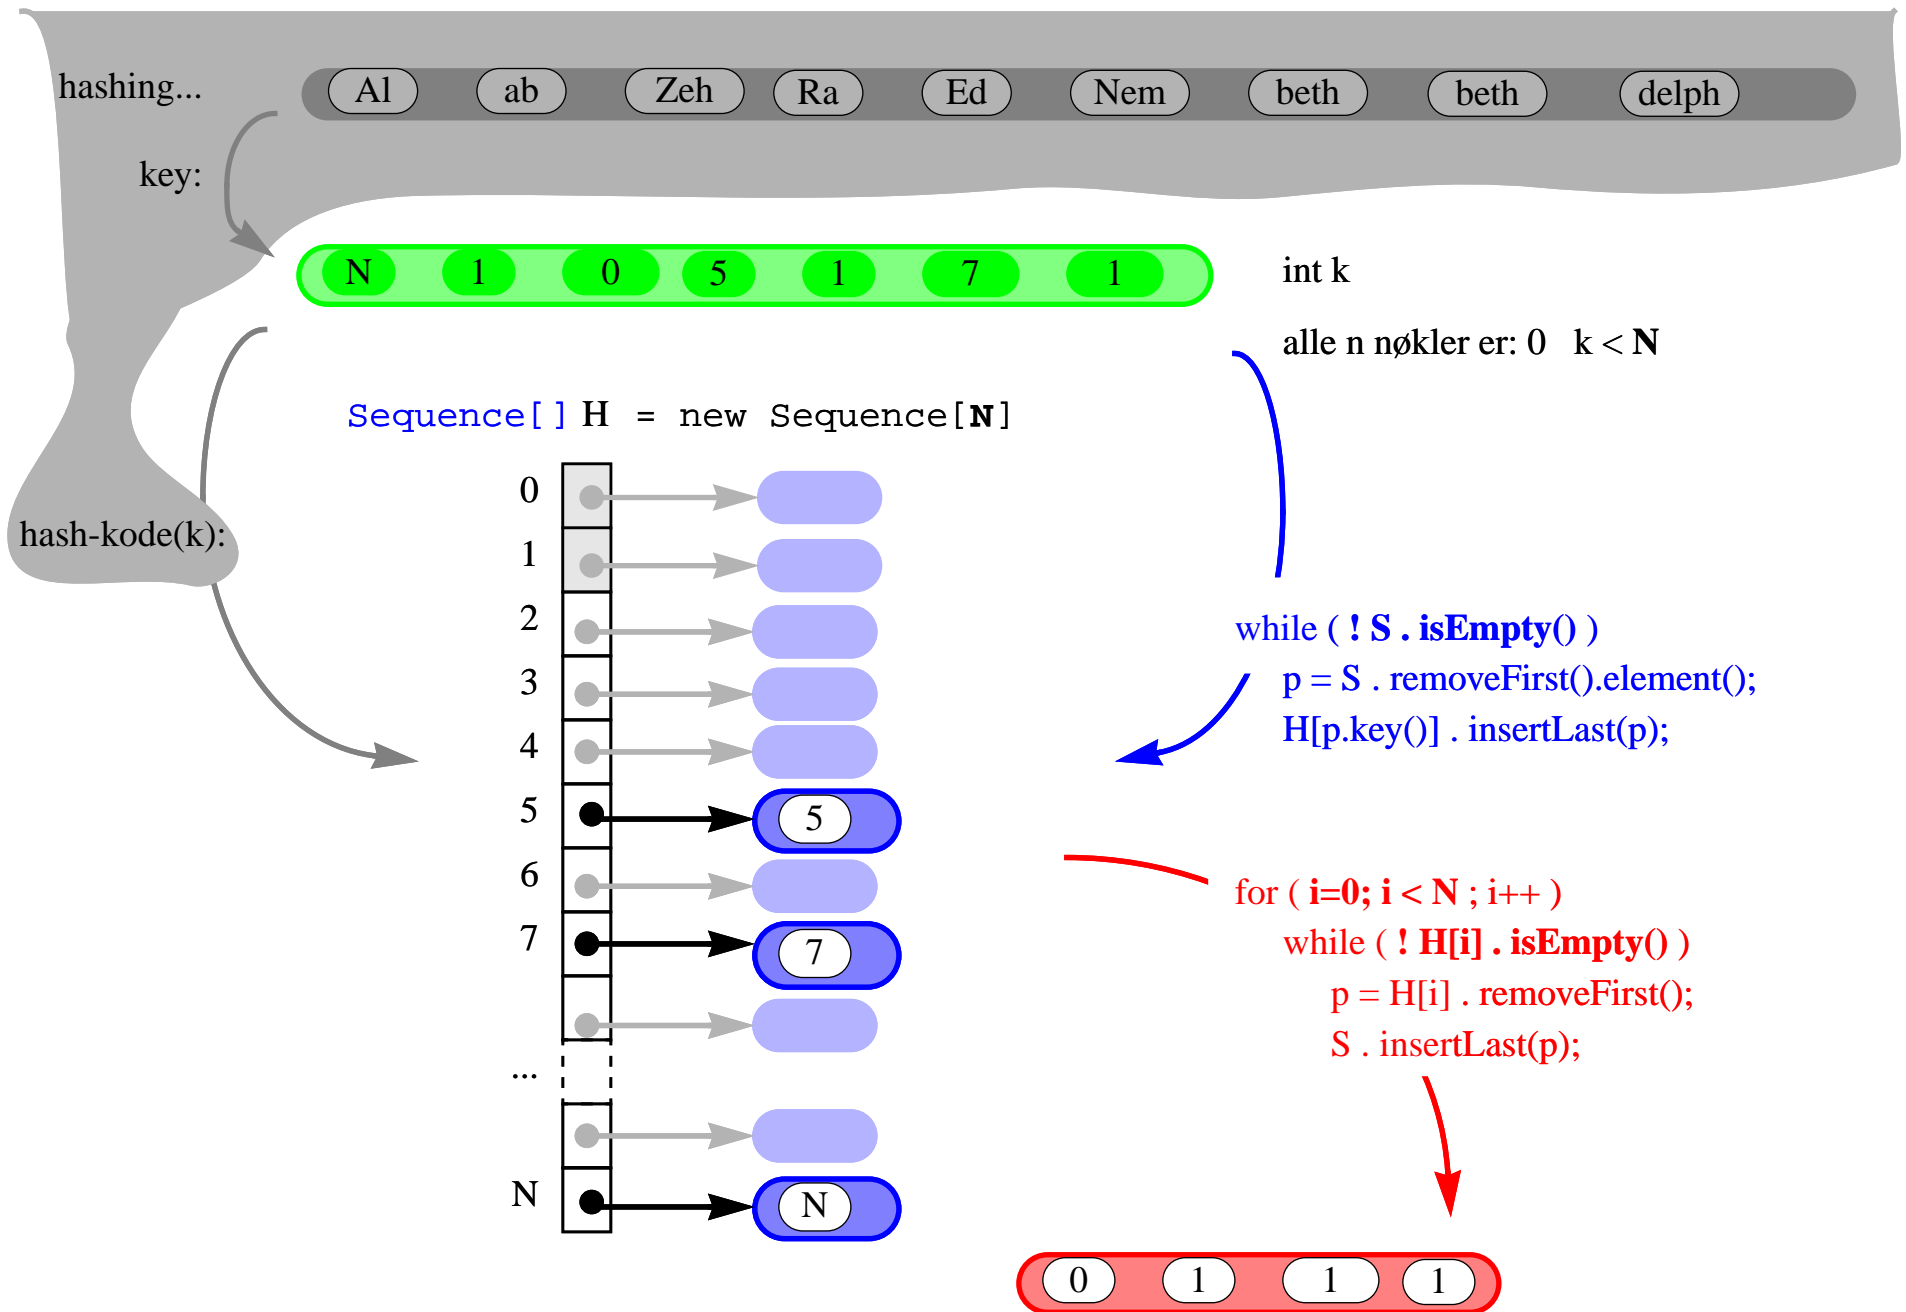 hashing... Al ab Zeh Ra Ed Nem beth beth delph
key:
N 1 0 5 1 7 1 int k
alle n nøkler er: 0 k < N
Sequence[] H = new Sequence[N]
0
hash-kode(k):
1
2
3
4
5 5
6
7 7
...
N N
while ( ! S . isEmpty() )
p = S . removeFirst().element();
H[p.key()] . insertLast(p);
for ( i=0; i < N ; i++ )
while ( ! H[i] . isEmpty() )
p = H[i] . removeFirst();
S . insertLast(p);
0 1 1 1